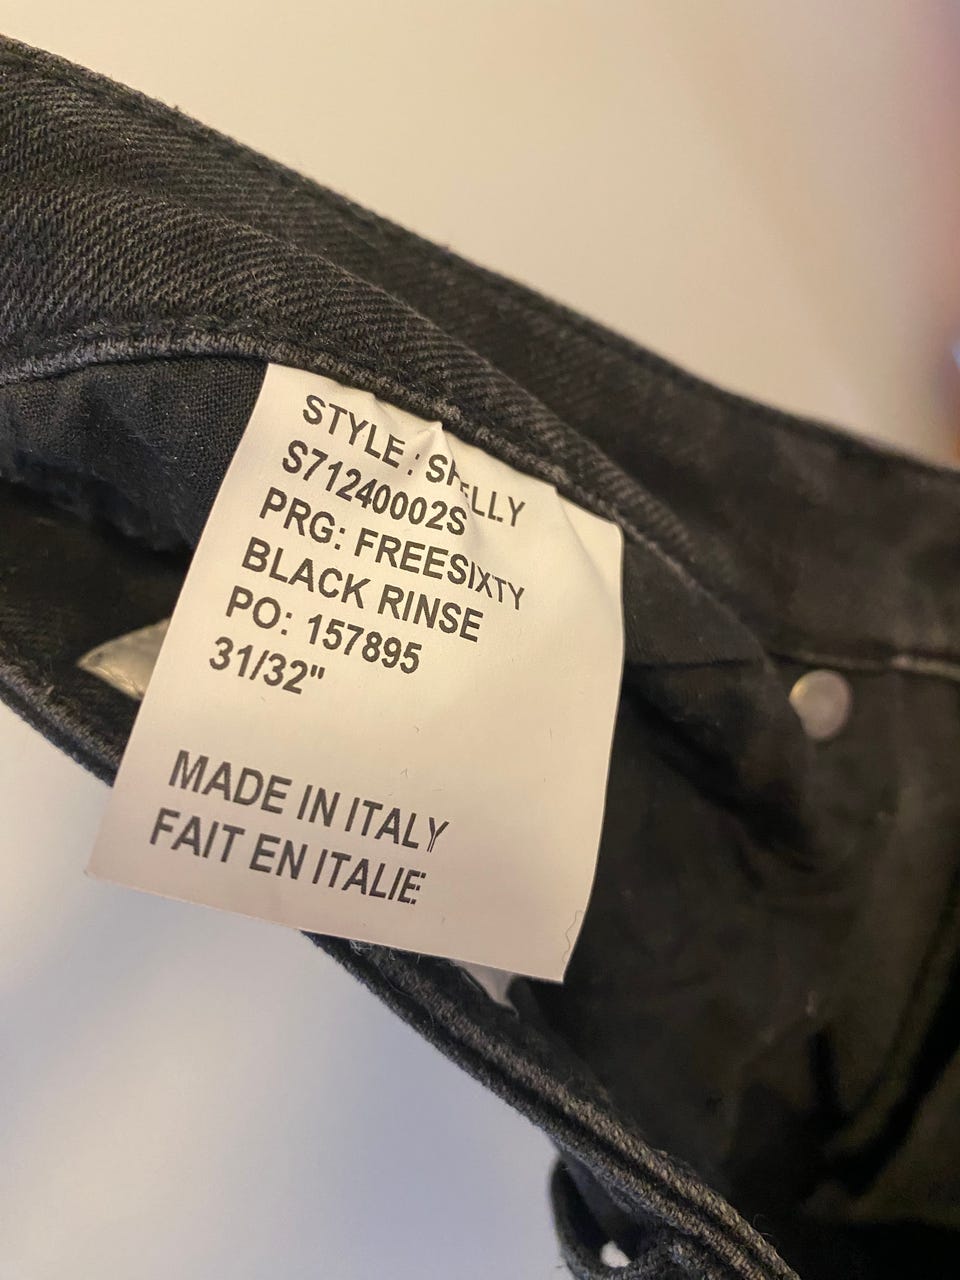 STYLE : SHELLY
S71240002S
PRG: FREESIXTY
BLACK RINSE
PO: 157895
31/32"
MADE IN ITALY
FAIT EN ITALIE